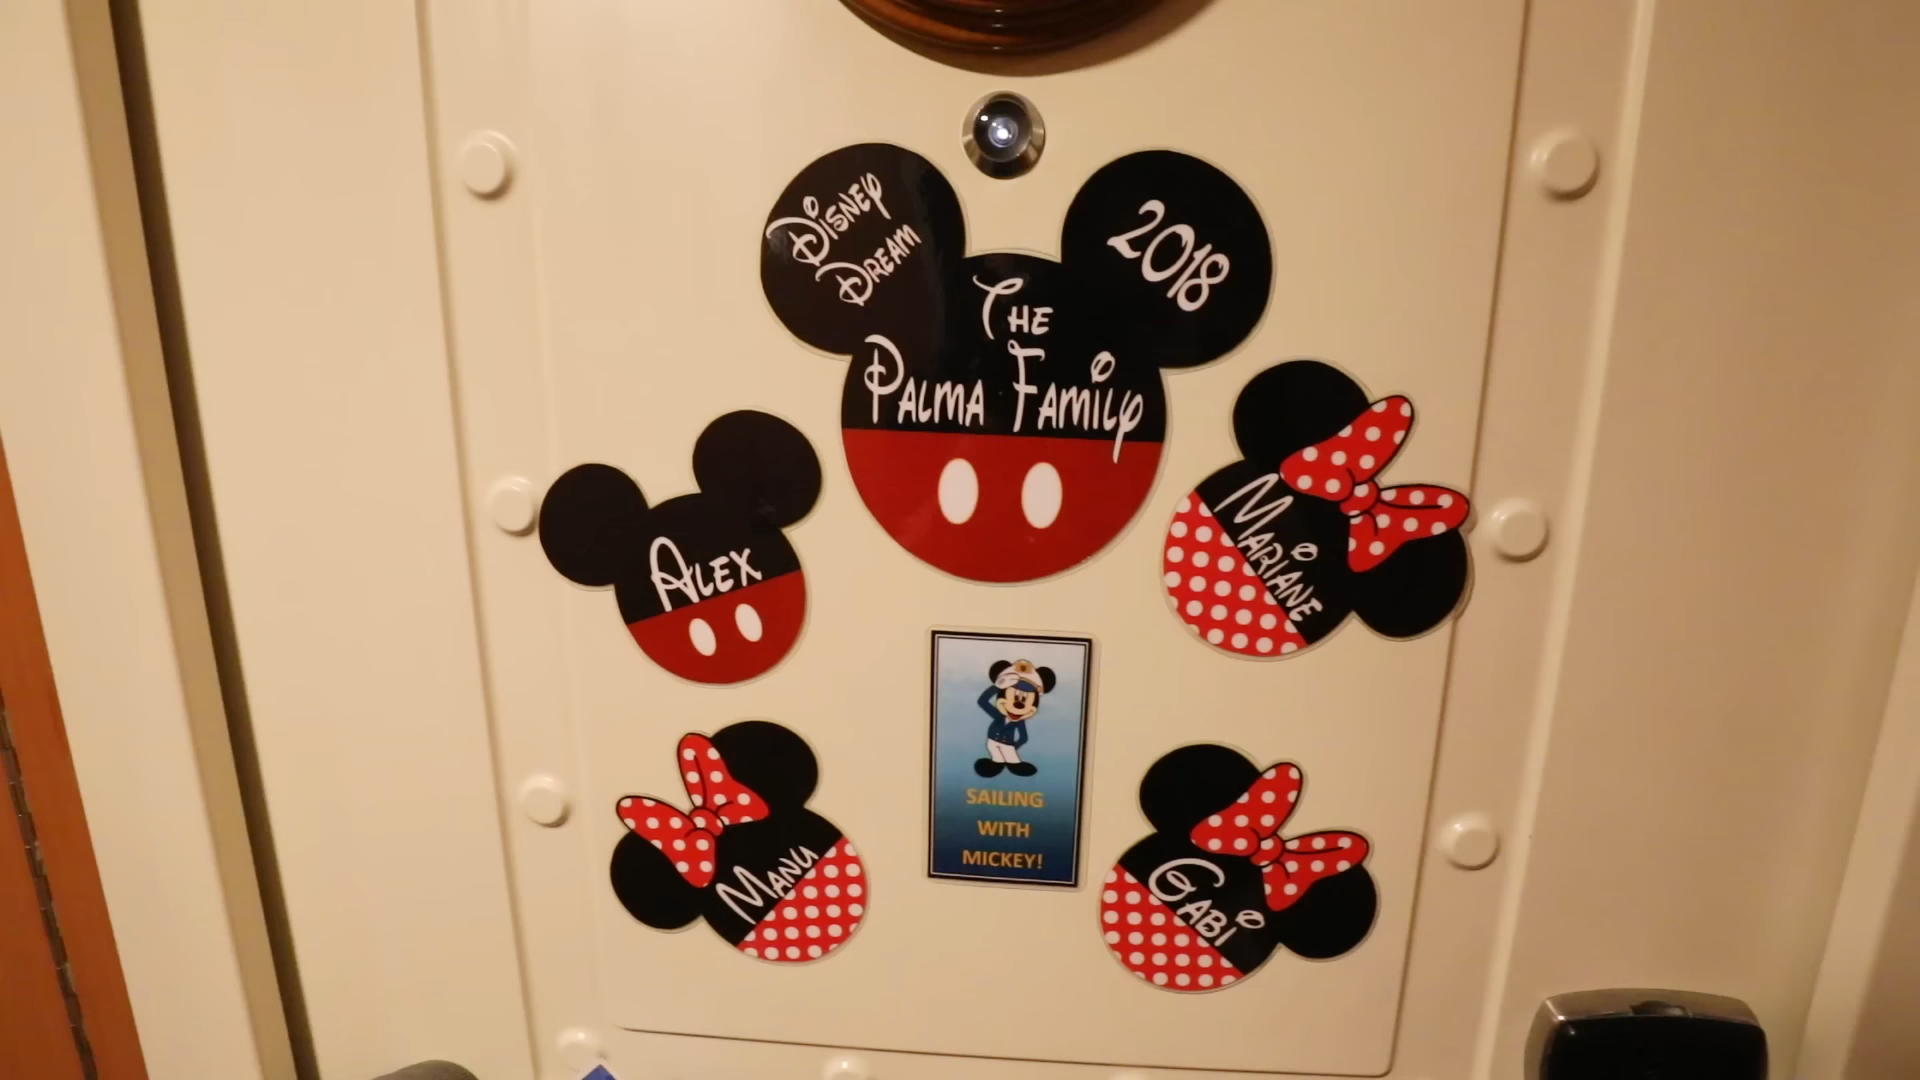 Disney
Dream
2018
The
Palma Family
Alex
Mariane
SAILING
WITH
MICKEY!
Manu
Gabi